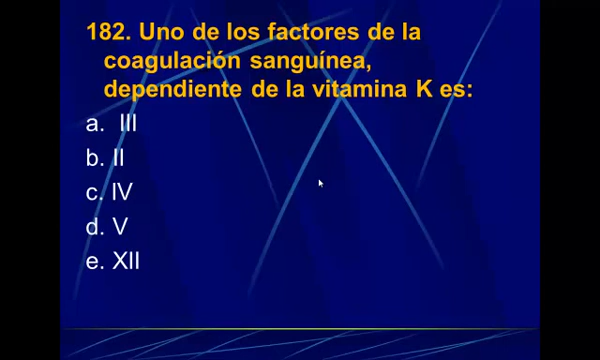 182. Uno de los factores de la
coagulación sanguínea,
dependiente de la vitamina K es:
a. III
b. II
c. IV
d. V
e. XII